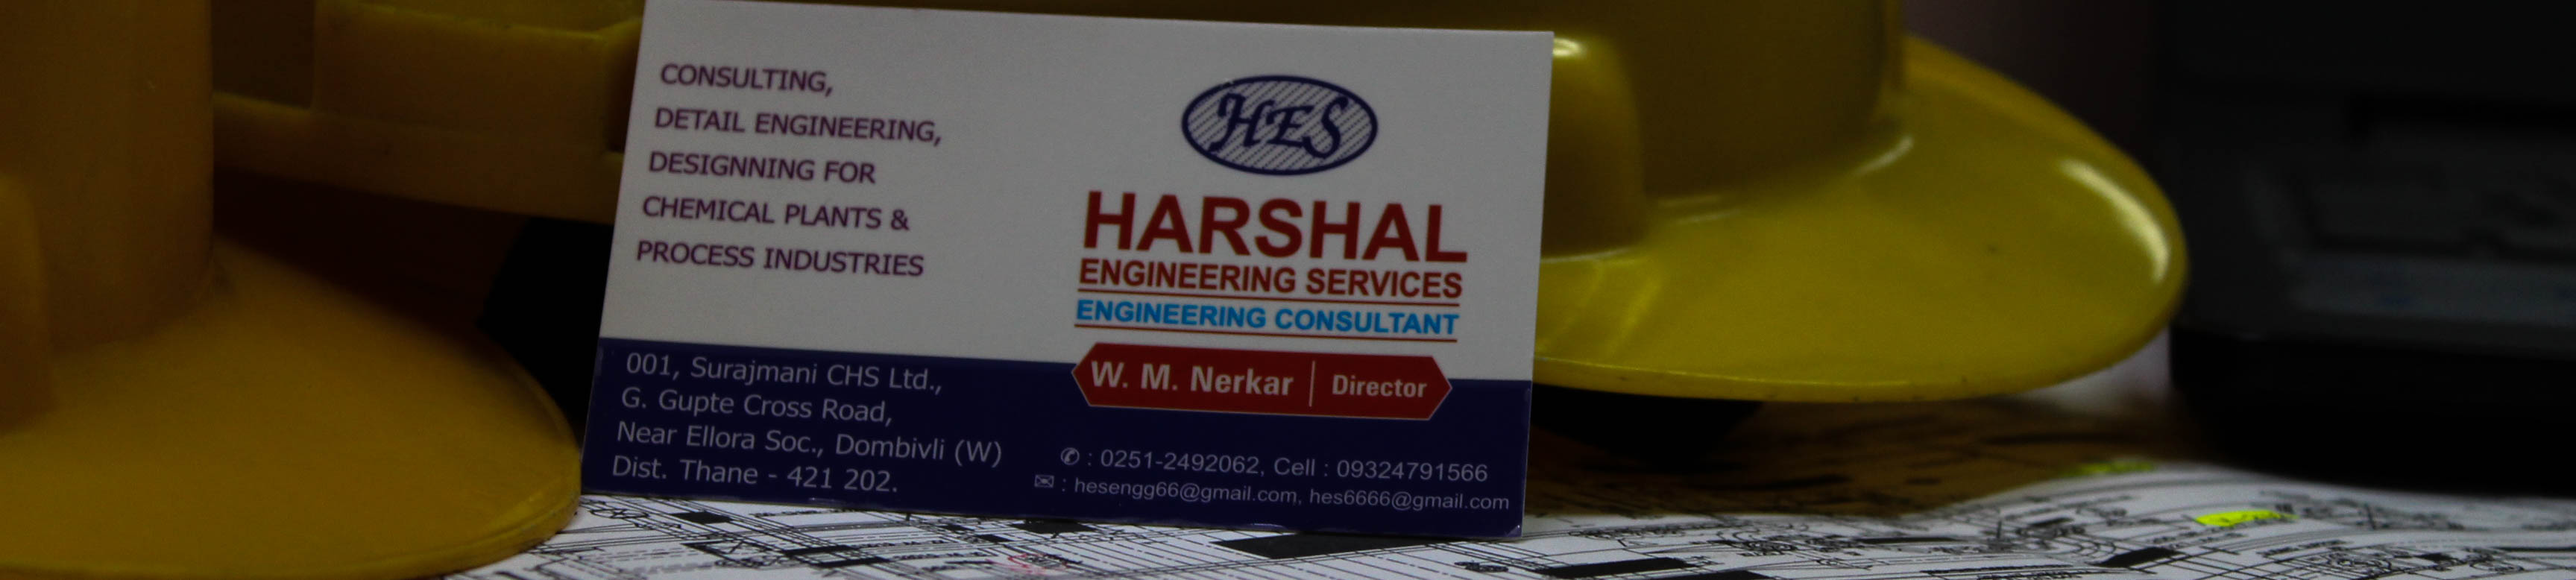 CONSULTING,
DETAIL ENGINEERING,
DESIGNNING FOR
CHEMICAL PLANTS &
PROCESS INDUSTRIES
HES
HARSHAL
ENGINEERING SERVICES
ENGINEERING CONSULTANT
W. M. Nerkar | Director
001, Surajmani CHS Ltd.,
G. Gupte Cross Road,
Near Ellora Soc., Dombivli (W)
Dist. Thane - 421 202.
✆ : 0251-2492062, Cell : 09324791566
✉ : hesengg66@gmail.com, hes6666@gmail.com